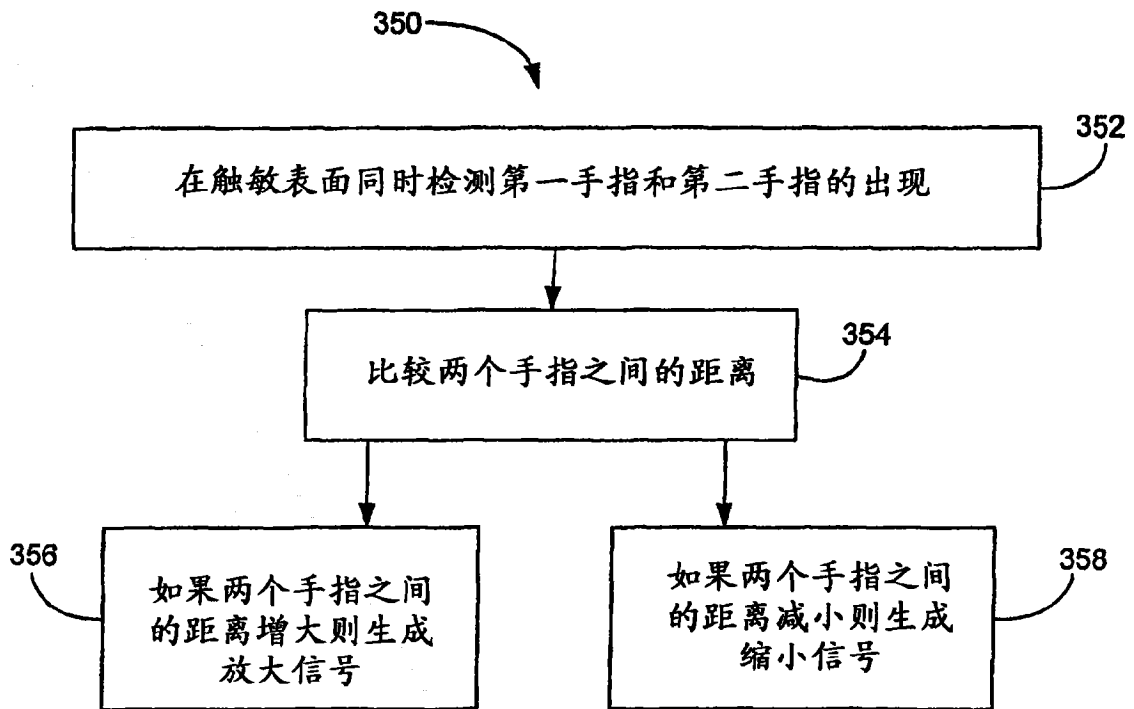 350
352
在触敏表面同时检测第一手指和第二手指的出现
354
比较两个手指之间的距离
356
如果两个手指之间
的距离增大则生成
放大信号
358
如果两个手指之间
的距离减小则生成
缩小信号